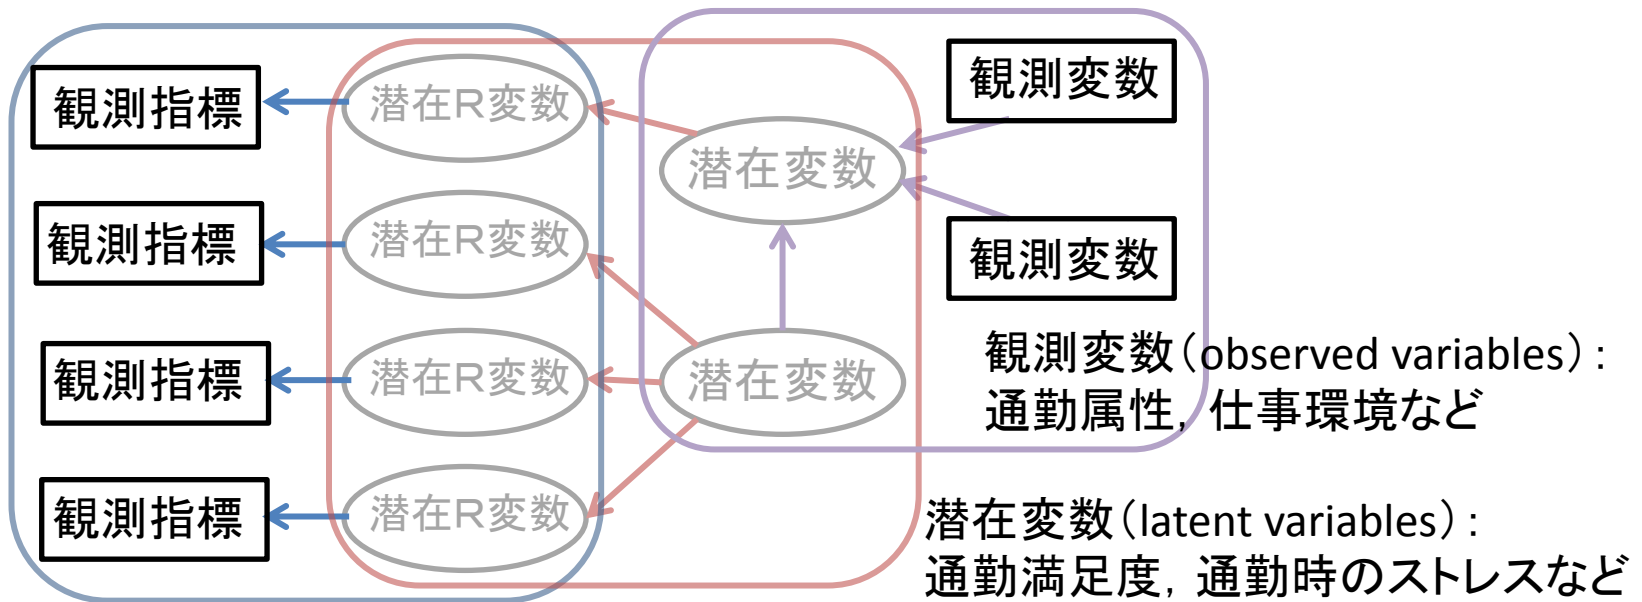 観測指標
潜在R変数
観測変数
潜在変数
観測指標
潜在R変数
観測変数
観測指標
潜在R変数
潜在変数
観測変数（observed variables）：
通勤属性，仕事環境など
観測指標
潜在R変数
潜在変数（latent variables）：
通勤満足度，通勤時のストレスなど